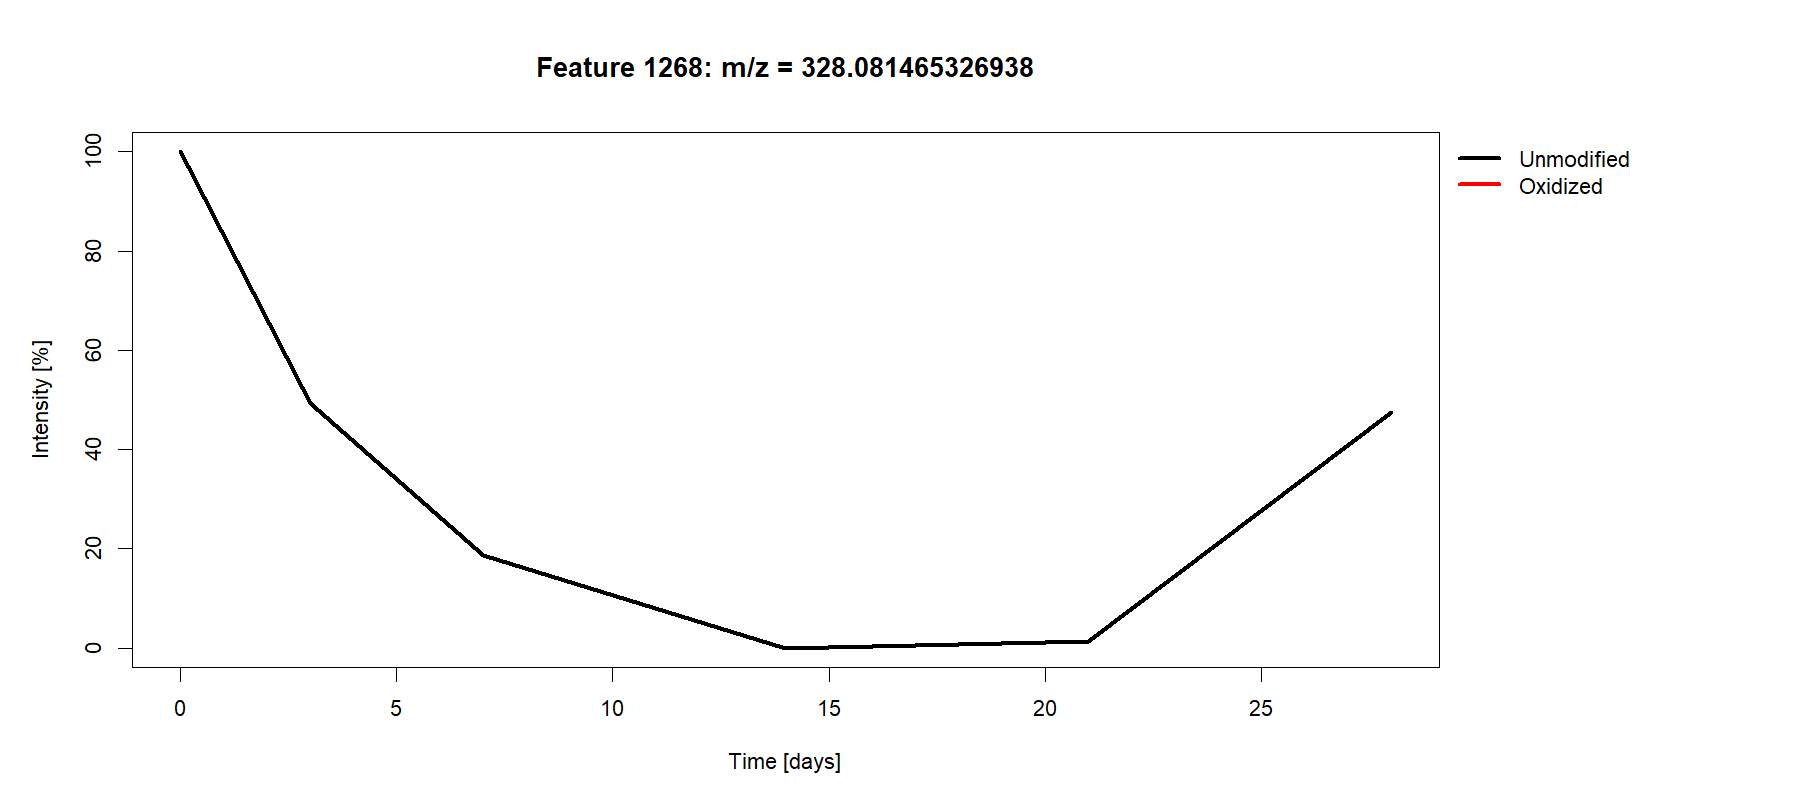 Feature 1268: m/z = 328.081465326938
Unmodified
Oxidized
Intensity [%]
100
80
60
40
20
0
0 5 10 15 20 25
Time [days]